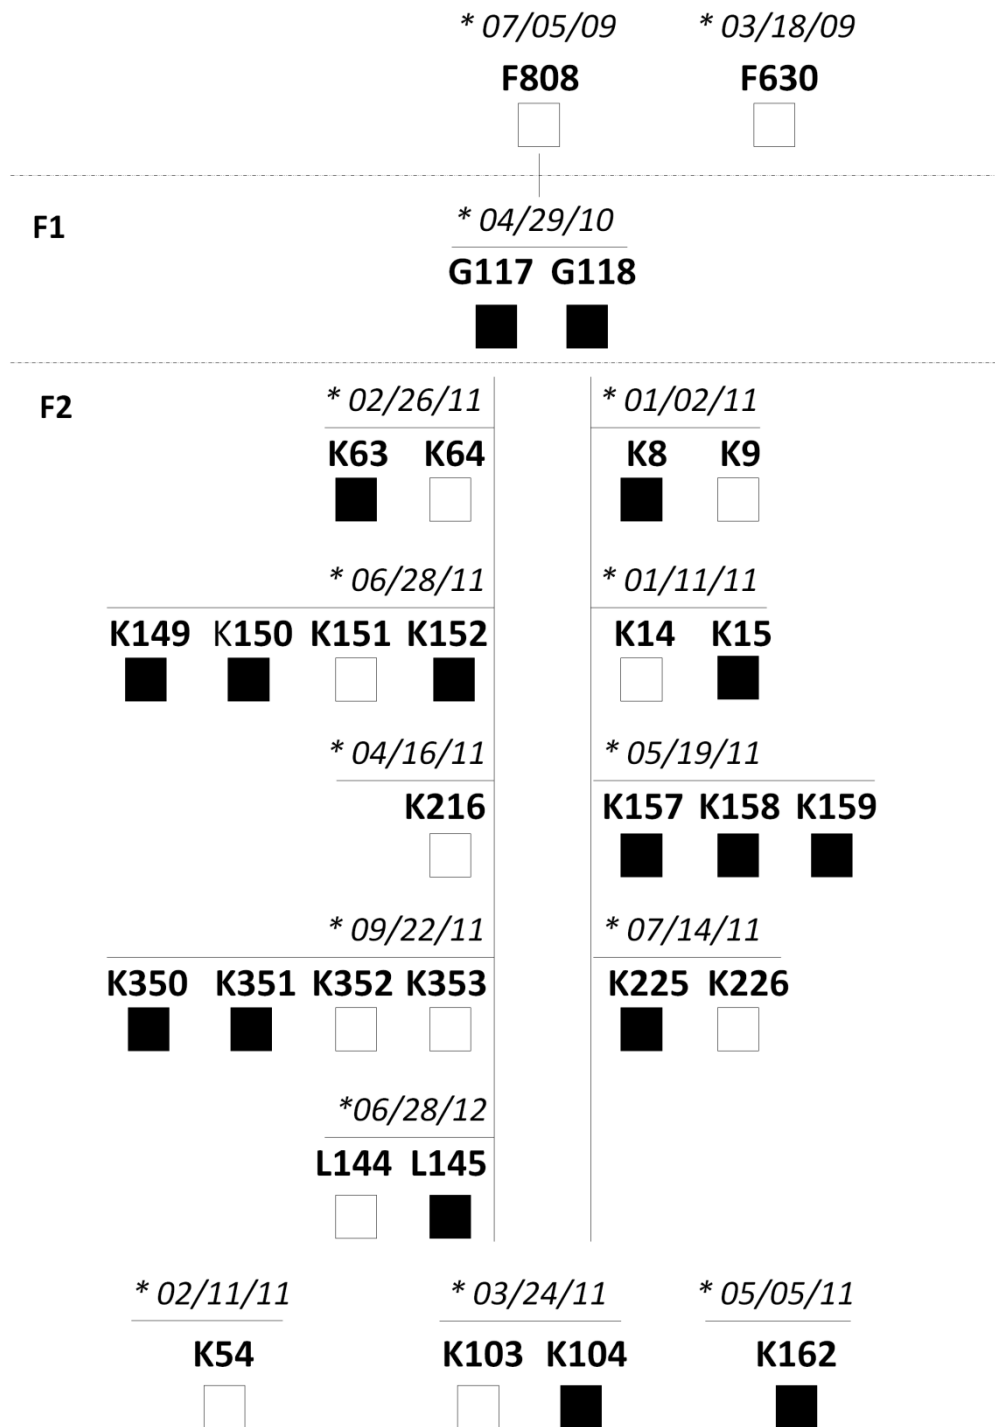 * 07/05/09 * 03/18/09
F808 F630
F1
* 04/29/10
G117 G118
F2
* 02/26/11 * 01/02/11
K63 K64 K8 K9
* 06/28/11 * 01/11/11
K149 K150 K151 K152 K14 K15
* 04/16/11 * 05/19/11
K216 K157 K158 K159
* 09/22/11 * 07/14/11
K350 K351 K352 K353 K225 K226
*06/28/12
L144 L145
* 02/11/11 * 03/24/11 * 05/05/11
K54 K103 K104 K162